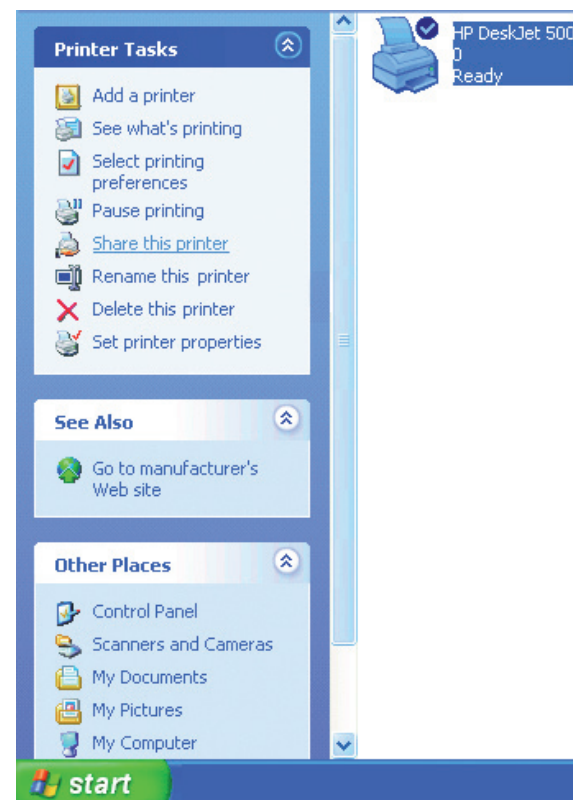 Printer Tasks
Add a printer
See what's printing
Select printing
preferences
Pause printing
Share this printer
Rename this printer
Delete this printer
Set printer properties
See Also
Go to manufacturer's
Web site
Other Places
Control Panel
Scanners and Cameras
My Documents
My Pictures
My Computer
HP DeskJet 500
0
Ready
start